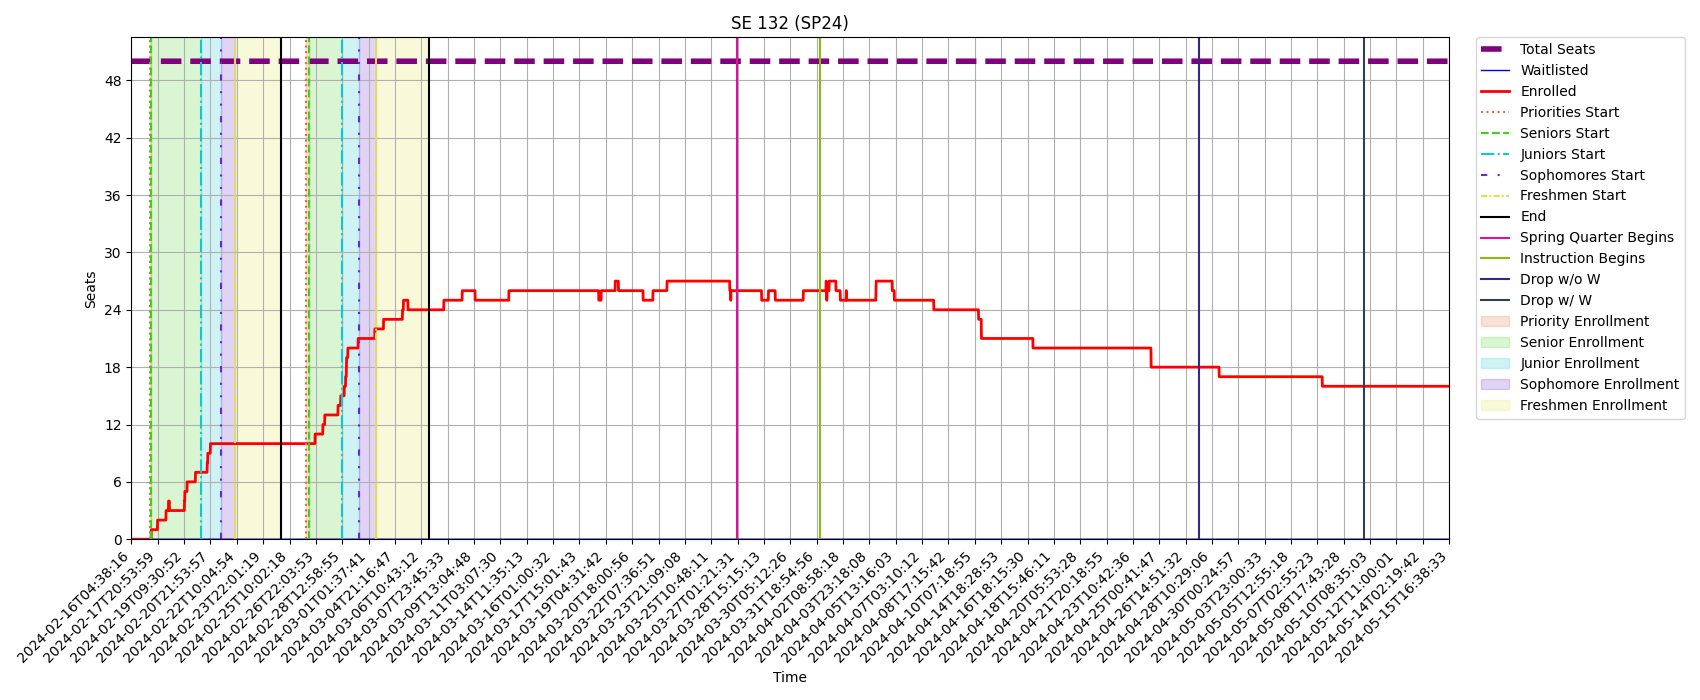 SE 132 (SP24)
Seats
48
42
36
30
24
18
12
6
0
2024-02-16T04:38:16
2024-02-17T20:53:59
2024-02-19T09:30:52
2024-02-20T21:53:57
2024-02-22T10:04:54
2024-02-23T22:01:19
2024-02-25T10:02:18
2024-02-26T22:03:53
2024-02-28T12:58:55
2024-03-01T01:37:41
2024-03-04T21:16:47
2024-03-06T10:43:12
2024-03-07T23:45:33
2024-03-09T13:04:48
2024-03-11T03:07:30
2024-03-14T11:35:13
2024-03-16T01:00:32
2024-03-17T15:01:43
2024-03-19T04:31:42
2024-03-20T18:00:56
2024-03-22T07:36:51
2024-03-23T21:09:08
2024-03-25T10:48:11
2024-03-27T01:21:31
2024-03-28T15:15:13
2024-03-30T05:12:26
2024-03-31T18:54:56
2024-04-02T08:58:18
2024-04-03T23:18:08
2024-04-05T13:16:03
2024-04-07T03:10:12
2024-04-08T17:15:42
2024-04-10T07:18:55
2024-04-14T18:28:53
2024-04-16T18:15:30
2024-04-18T15:46:11
2024-04-20T05:53:28
2024-04-21T20:18:55
2024-04-23T10:42:36
2024-04-25T00:41:47
2024-04-26T14:51:32
2024-04-28T10:29:06
2024-04-30T00:24:57
2024-05-03T23:00:33
2024-05-05T12:55:18
2024-05-07T02:55:23
2024-05-08T17:43:28
2024-05-10T08:35:03
2024-05-12T11:00:01
2024-05-14T02:19:42
2024-05-15T16:38:33
Time
Total Seats
Waitlisted
Enrolled
Priorities Start
Seniors Start
Juniors Start
Sophomores Start
Freshmen Start
End
Spring Quarter Begins
Instruction Begins
Drop w/o W
Drop w/ W
Priority Enrollment
Senior Enrollment
Junior Enrollment
Sophomore Enrollment
Freshmen Enrollment